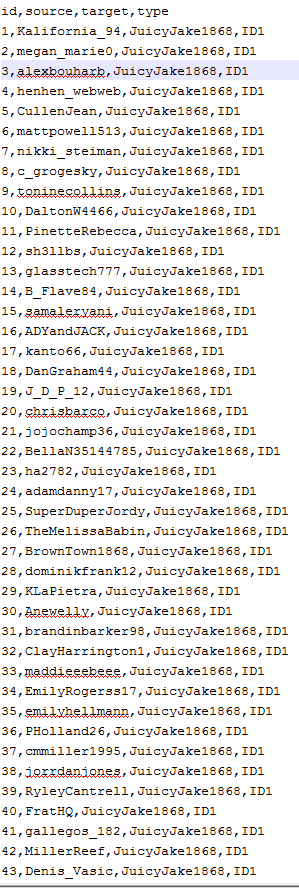 id,source,target,type
1,Kalifornia_94,JuicyJake1868,ID1
2,megan_marie0,JuicyJake1868,ID1
3,alexbouharb,JuicyJake1868,ID1
4,henhen_webweb,JuicyJake1868,ID1
5,CullenJean,JuicyJake1868,ID1
6,mattpowell513,JuicyJake1868,ID1
7,nikki_steiman,JuicyJake1868,ID1
8,c_grogesky,JuicyJake1868,ID1
9,toninecollins,JuicyJake1868,ID1
10,DaltonW4466,JuicyJake1868,ID1
11,PinetteRebecca,JuicyJake1868,ID1
12,sh3llbs,JuicyJake1868,ID1
13,glasstech777,JuicyJake1868,ID1
14,B_Flave84,JuicyJake1868,ID1
15,samaleryani,JuicyJake1868,ID1
16,ADYandJACK,JuicyJake1868,ID1
17,kanto66,JuicyJake1868,ID1
18,DanGraham44,JuicyJake1868,ID1
19,J_D_P_12,JuicyJake1868,ID1
20,chrisbarco,JuicyJake1868,ID1
21,jojochamp36,JuicyJake1868,ID1
22,BellaN35144785,JuicyJake1868,ID1
23,ha2782,JuicyJake1868,ID1
24,adamdanny17,JuicyJake1868,ID1
25,SuperDuperJordy,JuicyJake1868,ID1
26,TheMelissaBabin,JuicyJake1868,ID1
27,BrownTown1868,JuicyJake1868,ID1
28,dominikfrank12,JuicyJake1868,ID1
29,KLaPietra,JuicyJake1868,ID1
30,Anewelly,JuicyJake1868,ID1
31,brandinbarker98,JuicyJake1868,ID1
32,ClayHarrington1,JuicyJake1868,ID1
33,maddieeebeee,JuicyJake1868,ID1
34,EmilyRogerss17,JuicyJake1868,ID1
35,emilyhellmann,JuicyJake1868,ID1
36,PHolland26,JuicyJake1868,ID1
37,cmmiller1995,JuicyJake1868,ID1
38,jorrdanjones,JuicyJake1868,ID1
39,RyleyCantrell,JuicyJake1868,ID1
40,FratHQ,JuicyJake1868,ID1
41,gallegos_182,JuicyJake1868,ID1
42,MillerReef,JuicyJake1868,ID1
43,Denis_Vasic,JuicyJake1868,ID1